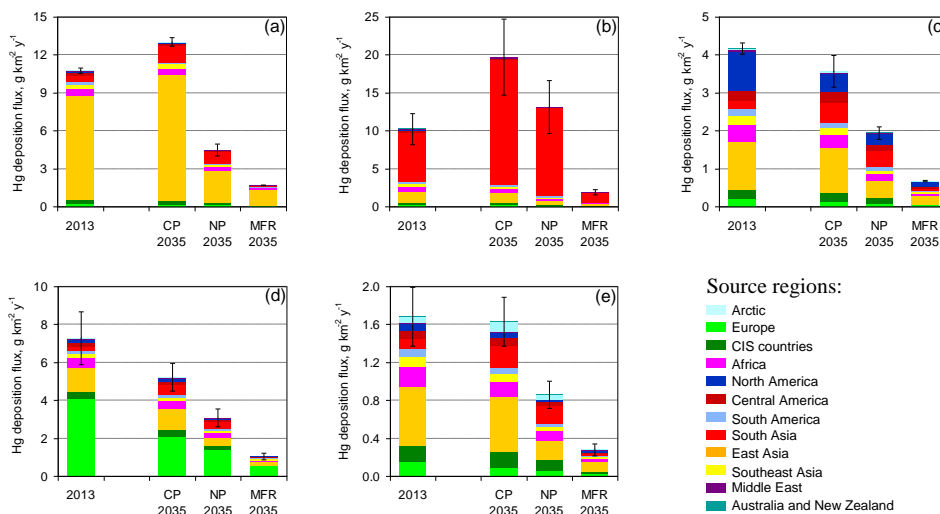 (a)
Hg deposition flux, g km⁻² y⁻¹
15
12
9
6
3
0
2013 CP 2035 NP 2035 MFR 2035
(b)
Hg deposition flux, g km⁻² y⁻¹
25
20
15
10
5
0
2013 CP 2035 NP 2035 MFR 2035
(c)
Hg deposition flux, g km⁻² y⁻¹
5
4
3
2
1
0
2013 CP 2035 NP 2035 MFR 2035
(d)
Hg deposition flux, g km⁻² y⁻¹
10
8
6
4
2
0
2013 CP 2035 NP 2035 MFR 2035
(e)
Hg deposition flux, g km⁻² y⁻¹
2.0
1.6
1.2
0.8
0.4
0.0
2013 CP 2035 NP 2035 MFR 2035
Source regions:
Arctic
Europe
CIS countries
Africa
North America
Central America
South America
South Asia
East Asia
Southeast Asia
Middle East
Australia and New Zealand